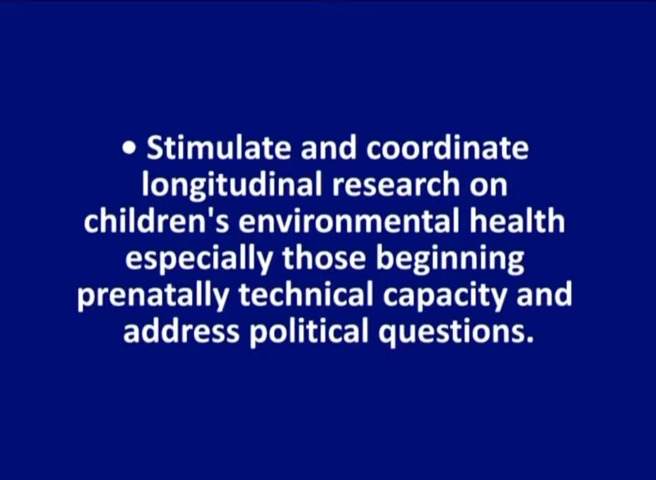 • Stimulate and coordinate
longitudinal research on
children's environmental health
especially those beginning
prenatally technical capacity and
address political questions.